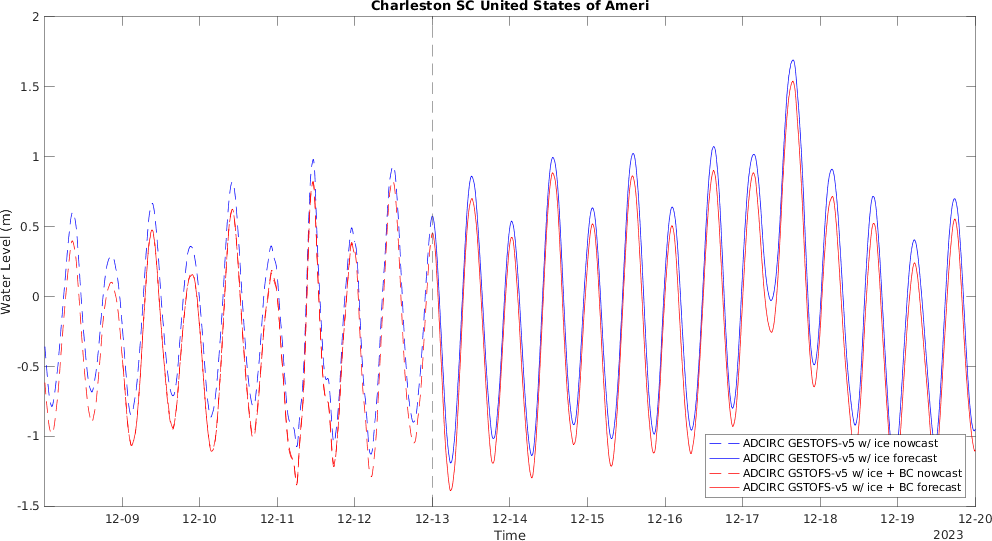 Charleston SC United States of Ameri
Water Level (m)
2
1.5
1
0.5
0
-0.5
-1
-1.5
12-09 12-10 12-11 12-12 12-13 12-14 12-15 12-16 12-17 12-18 12-19 12-20
Time
2023
ADCIRC GESTOFS-v5 w/ ice nowcast
ADCIRC GESTOFS-v5 w/ ice forecast
ADCIRC GSTOFS-v5 w/ ice + BC nowcast
ADCIRC GSTOFS-v5 w/ ice + BC forecast